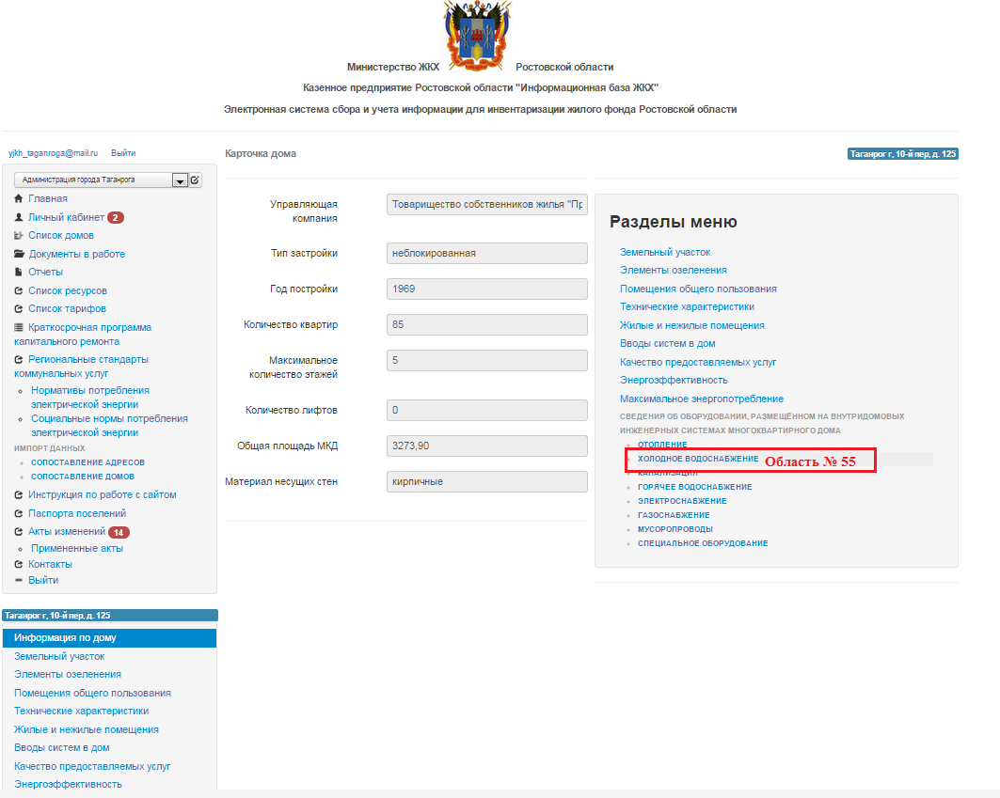 Министерство ЖКХ Ростовской области
Казенное предприятие Ростовской области "Информационная база ЖКХ"
Электронная система сбора и учета информации для инвентаризации жилого фонда Ростовской области
yjkh_taganroga@mail.ru Выйти
Администрация города Таганрога
Главная
Личный кабинет 2
Список домов
Документы в работе
Отчеты
Список ресурсов
Список тарифов
Краткосрочная программа
капитального ремонта
Региональные стандарты
коммунальных услуг
Нормативы потребления
электрической энергии
Социальные нормы потребления
электрической энергии
ИМПОРТ ДАННЫХ
СОПОСТАВЛЕНИЕ АДРЕСОВ
СОПОСТАВЛЕНИЕ ДОМОВ
Инструкция по работе с сайтом
Паспорта поселений
Акты изменений 14
Примененные акты
Контакты
Выйти
Таганрог г, 10-й пер, д. 125
Информация по дому
Земельный участок
Элементы озеленения
Помещения общего пользования
Технические характеристики
Жилые и нежилые помещения
Вводы систем в дом
Качество предоставляемых услуг
Энергоэффективность
Карточка дома
Управляющая
компания
Товарищество собственников жилья "Пр
Тип застройки неблокированная
Год постройки 1969
Количество квартир 85
Максимальное
количество этажей
5
Количество лифтов 0
Общая площадь МКД 3273,90
Материал несущих стен кирпичные
Таганрог г, 10-й пер, д. 125
Разделы меню
Земельный участок
Элементы озеленения
Помещения общего пользования
Технические характеристики
Жилые и нежилые помещения
Вводы систем в дом
Качество предоставляемых услуг
Энергоэффективность
Максимальное энергопотребление
СВЕДЕНИЯ ОБ ОБОРУДОВАНИИ, РАЗМЕЩЁННОМ НА ВНУТРИДОМОВЫХ
ИНЖЕНЕРНЫХ СИСТЕМАХ МНОГОКВАРТИРНОГО ДОМА
ОТОПЛЕНИЕ
ХОЛОДНОЕ ВОДОСНАБЖЕНИЕ Область № 55
КАНАЛИЗАЦИЯ
ГОРЯЧЕЕ ВОДОСНАБЖЕНИЕ
ЭЛЕКТРОСНАБЖЕНИЕ
ГАЗОСНАБЖЕНИЕ
МУСОРОПРОВОДЫ
СПЕЦИАЛЬНОЕ ОБОРУДОВАНИЕ